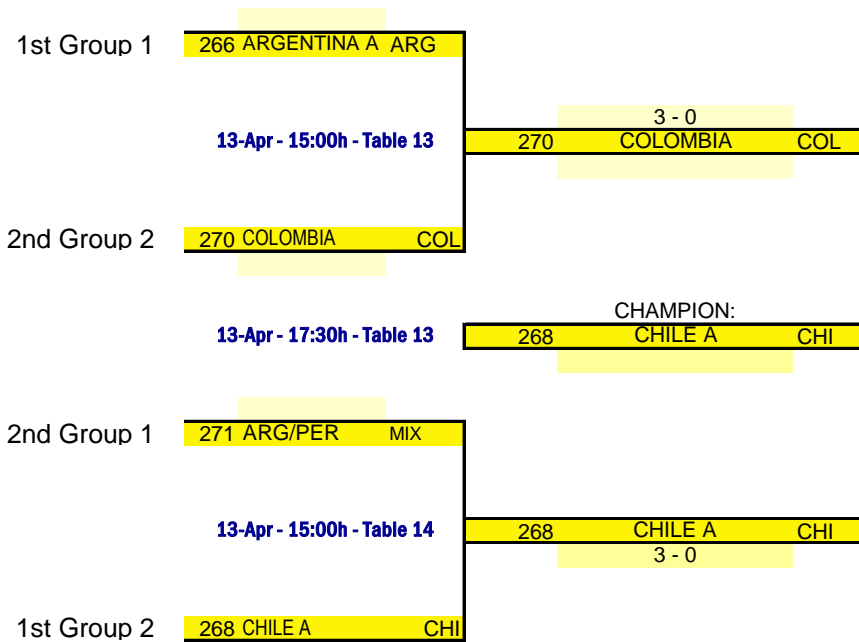 1st Group 1 266 ARGENTINA A ARG
3 - 0
13-Apr - 15:00h - Table 13 270 COLOMBIA COL
2nd Group 2 270 COLOMBIA COL
CHAMPION:
13-Apr - 17:30h - Table 13 268 CHILE A CHI
2nd Group 1 271 ARG/PER MIX
13-Apr - 15:00h - Table 14 268 CHILE A CHI
3 - 0
1st Group 2 268 CHILE A CHI